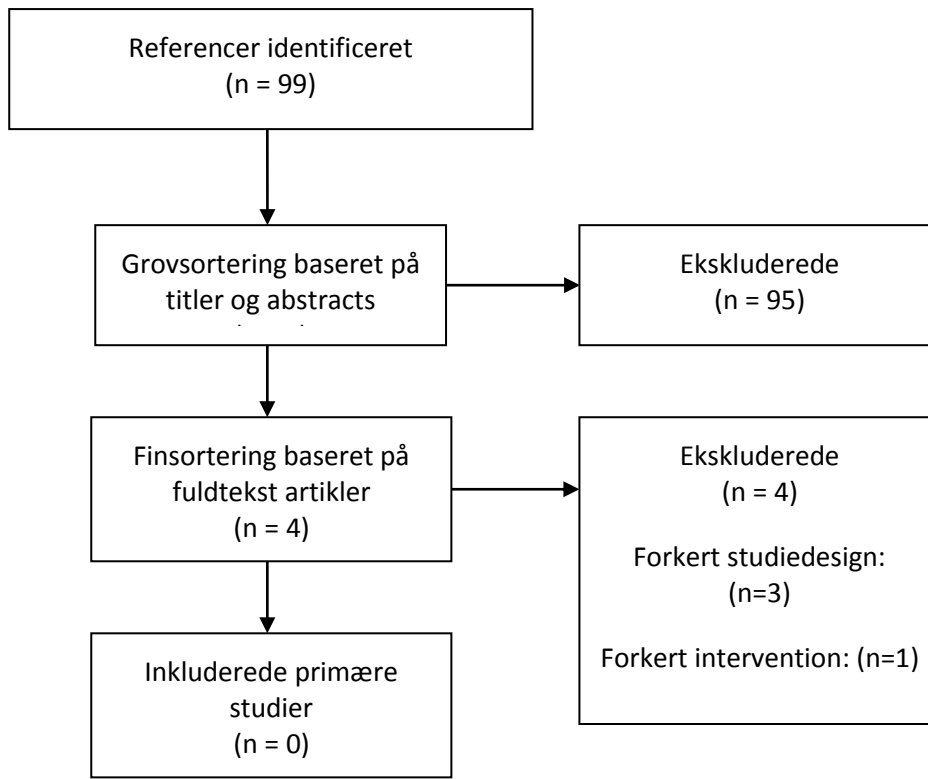 Referencer identificeret
(n = 99)
Grovsortering baseret på
titler og abstracts
Ekskluderede
(n = 95)
Finsortering baseret på
fuldtekst artikler
(n = 4)
Ekskluderede
(n = 4)
Forkert studiedesign:
(n=3)
Forkert intervention: (n=1)
Inkluderede primære
studier
(n = 0)